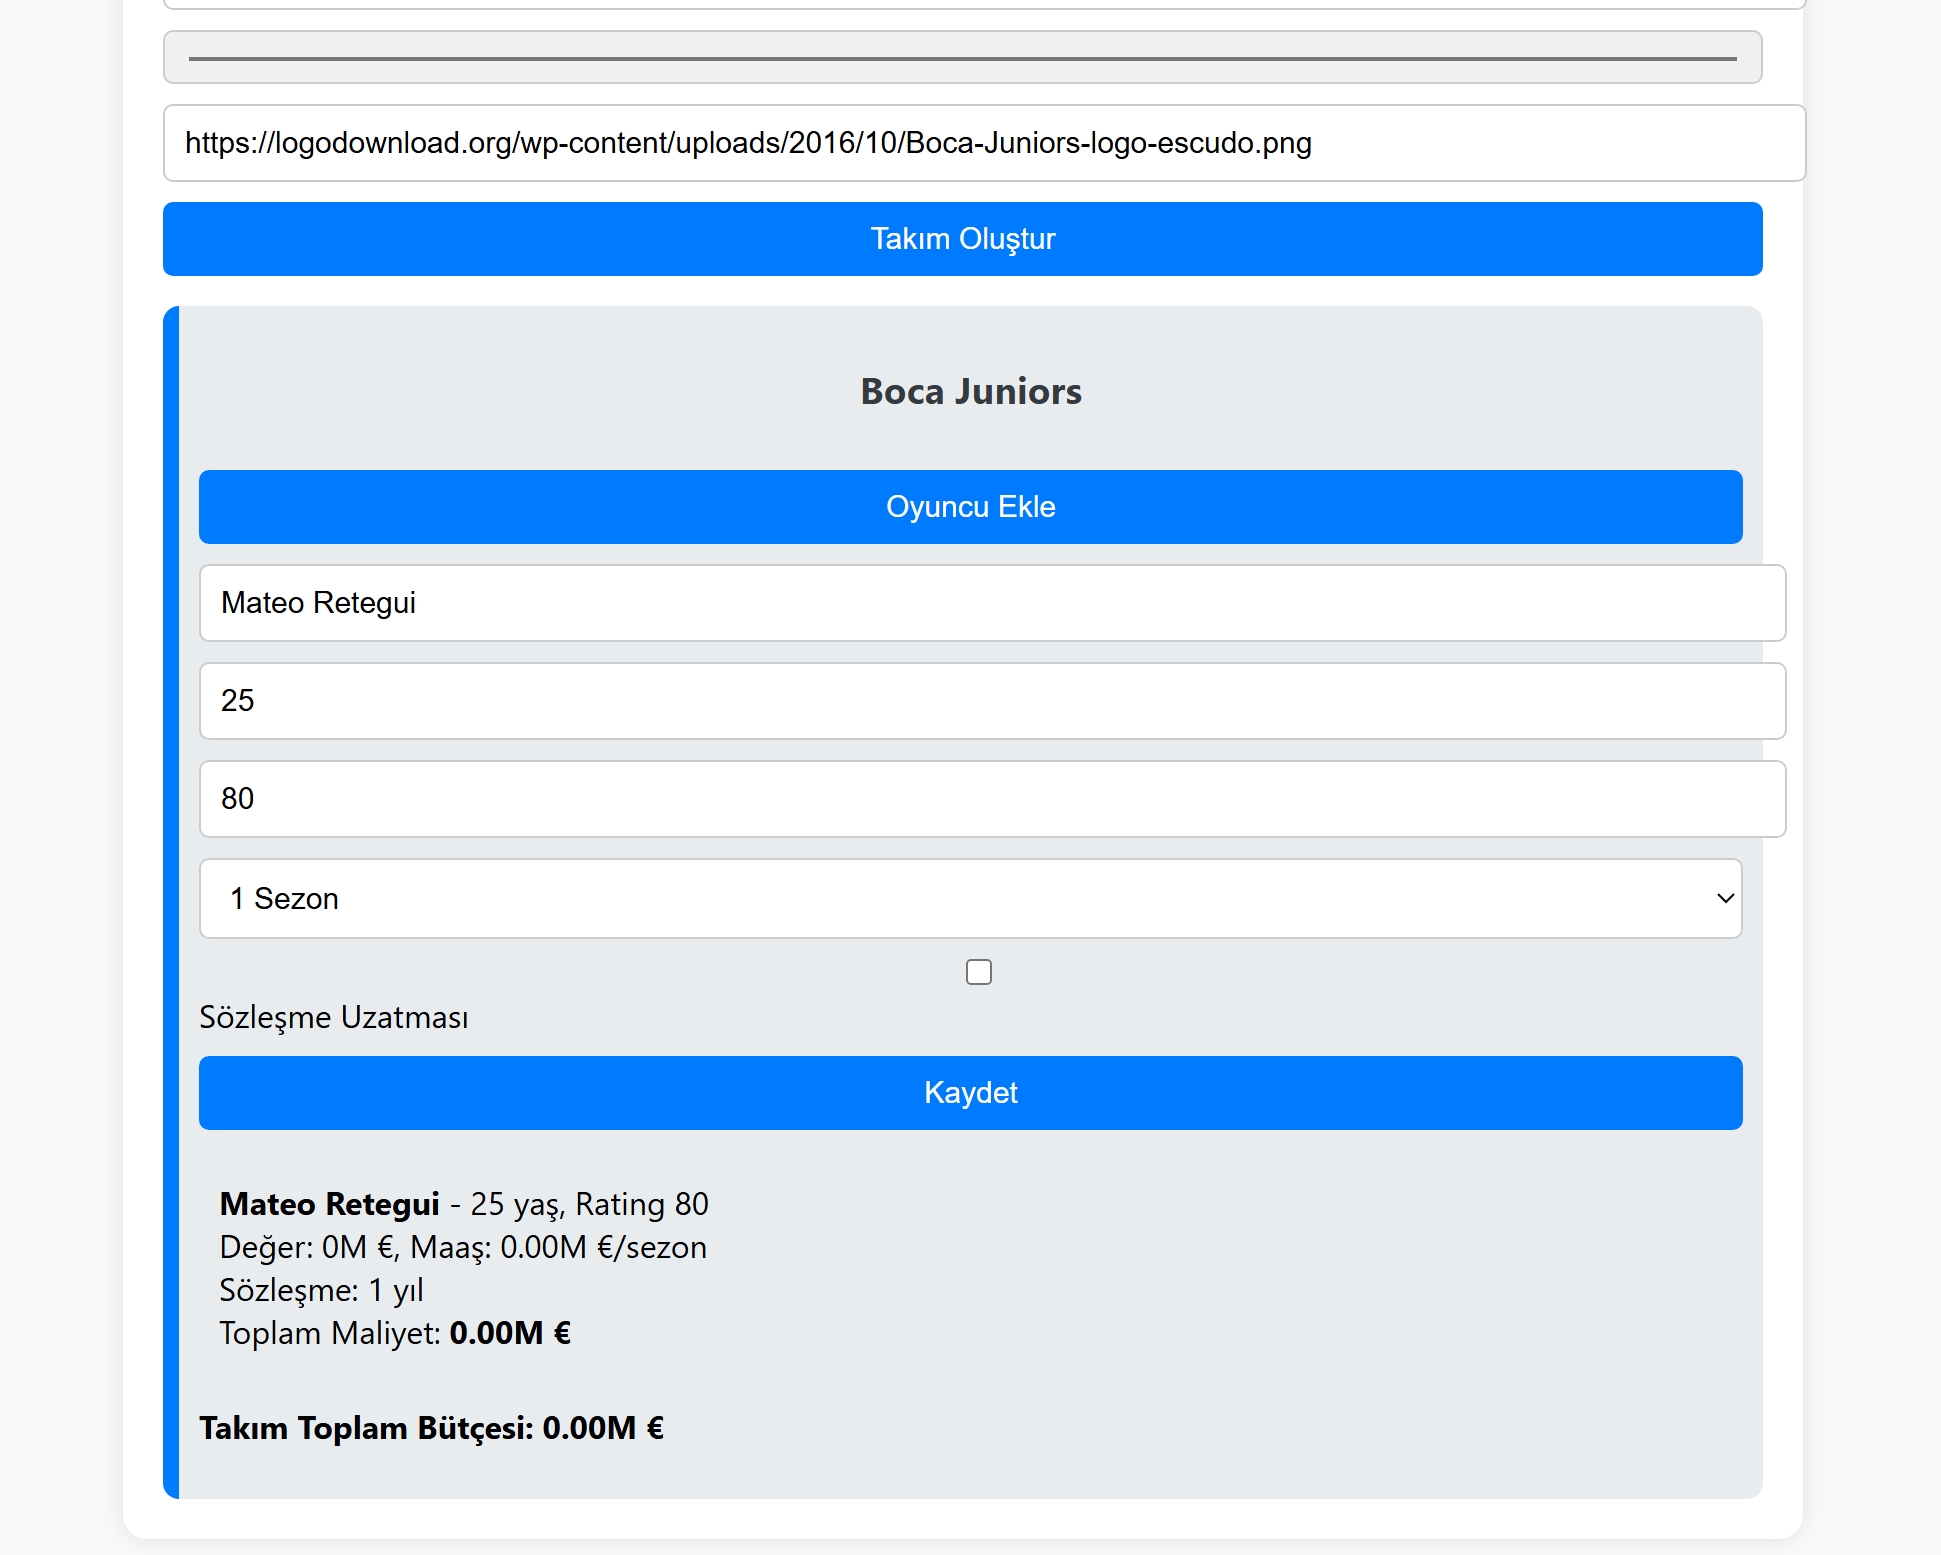 https://logodownload.org/wp-content/uploads/2016/10/Boca-Juniors-logo-escudo.png
Takım Oluştur
Boca Juniors
Oyuncu Ekle
Mateo Retegui
25
80
1 Sezon
Sözleşme Uzatması
Kaydet
Mateo Retegui - 25 yaş, Rating 80
Değer: 0M €, Maaş: 0.00M €/sezon
Sözleşme: 1 yıl
Toplam Maliyet: 0.00M €
Takım Toplam Bütçesi: 0.00M €